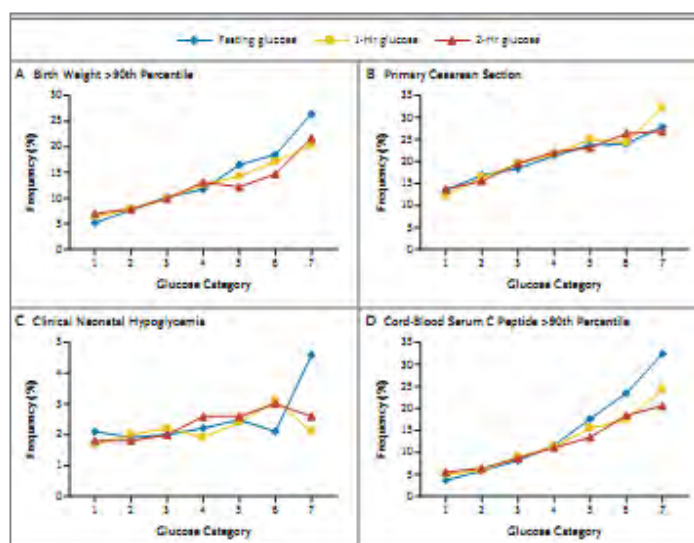 Fasting glucose 1-Hr glucose 2-Hr glucose
A Birth Weight >90th Percentile
30
25
20
15
10
5
0
Frequency (%)
1 2 3 4 5 6 7
Glucose Category
B Primary Cesarean Section
35
30
25
20
15
10
5
0
Frequency (%)
1 2 3 4 5 6 7
Glucose Category
C Clinical Neonatal Hypoglycemia
5
4
3
2
1
0
Frequency (%)
1 2 3 4 5 6 7
Glucose Category
D Cord-Blood Serum C Peptide >90th Percentile
35
30
25
20
15
10
5
0
Frequency (%)
1 2 3 4 5 6 7
Glucose Category